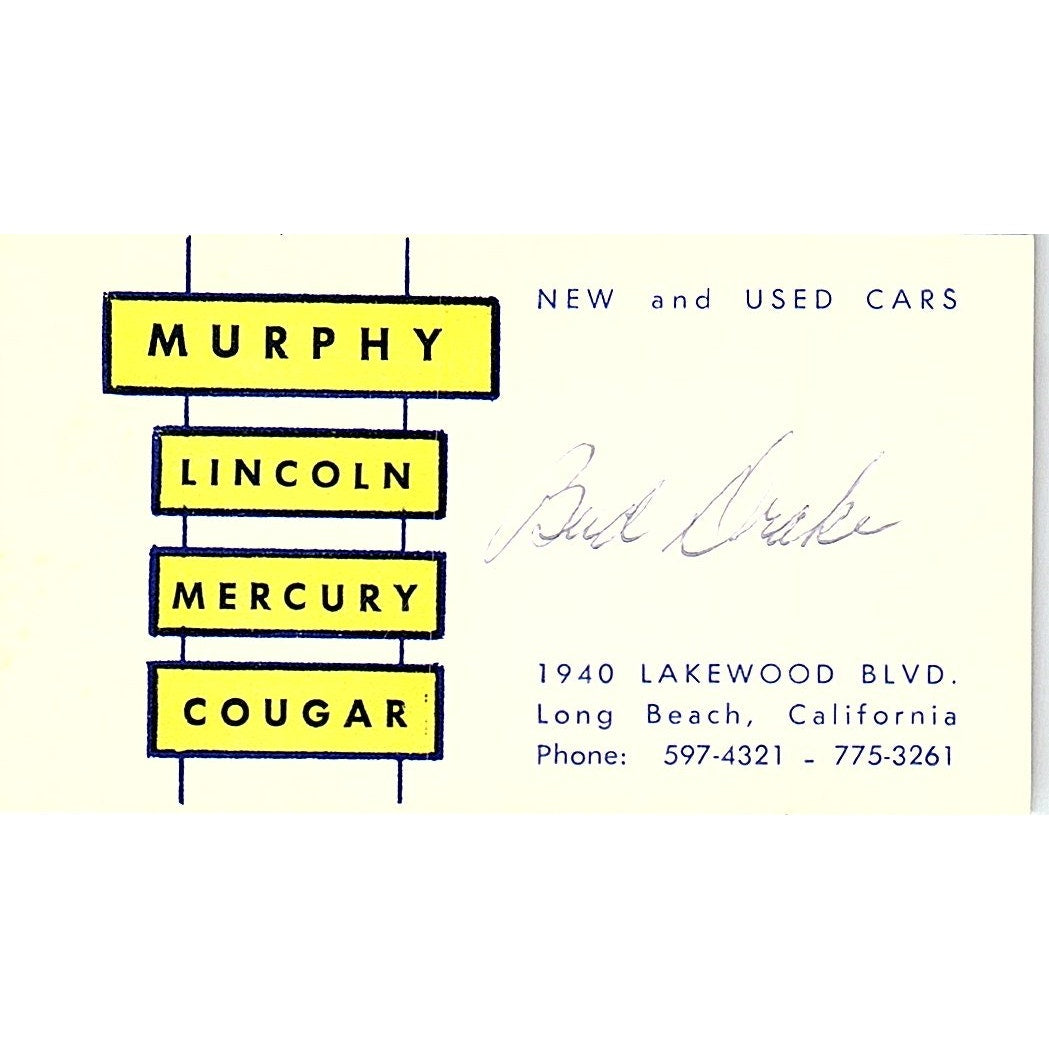 MURPHY
LINCOLN
MERCURY
COUGAR
NEW and USED CARS
Bud Drake
1940 LAKEWOOD BLVD.
Long Beach, California
Phone: 597-4321 - 775-3261